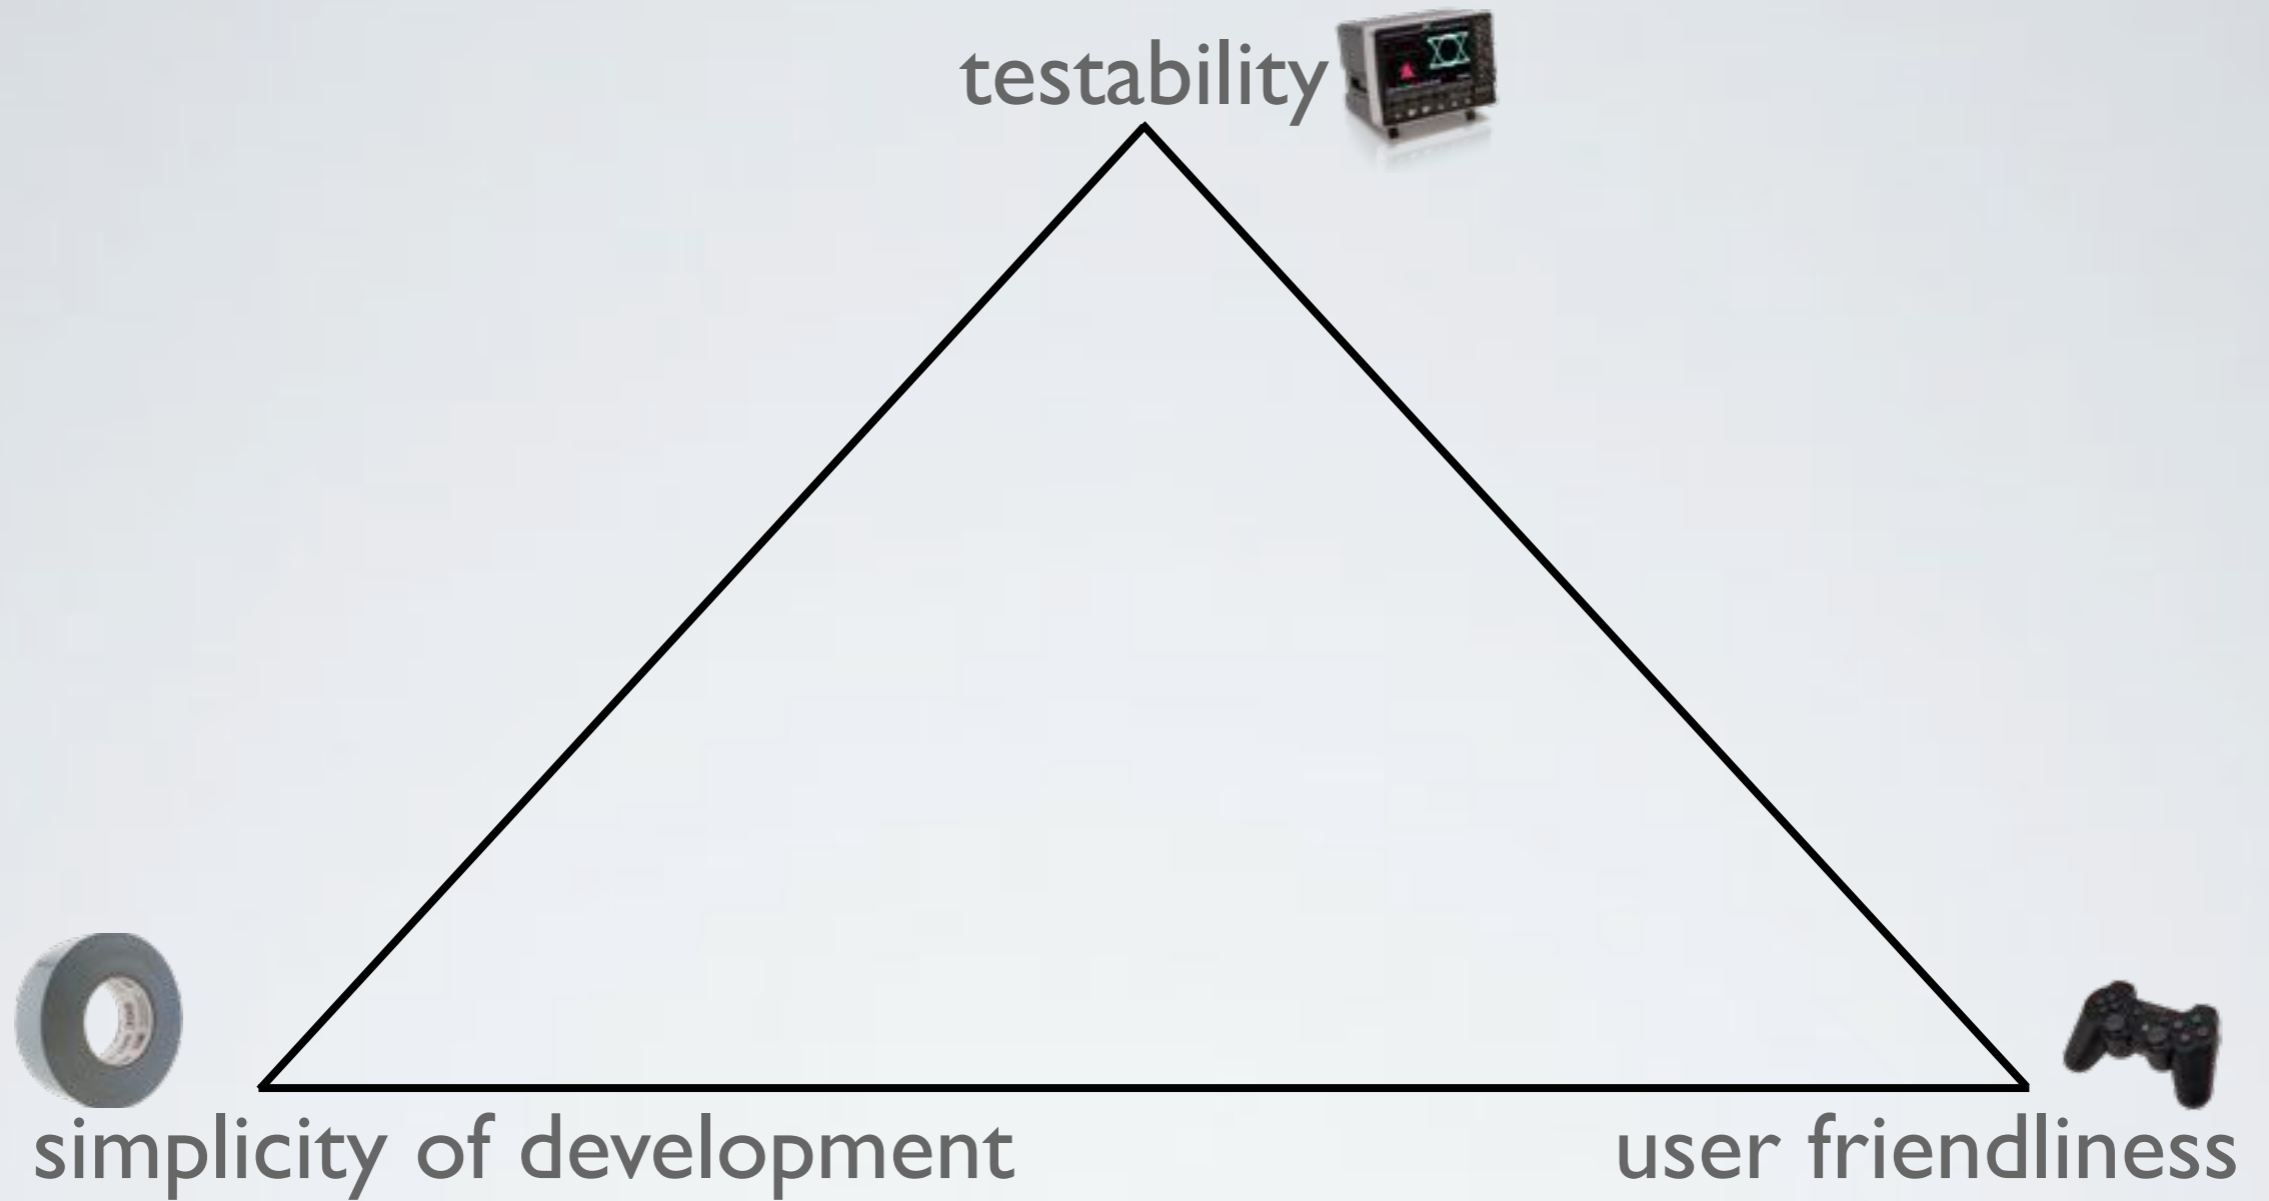 testability
simplicity of development
user friendliness